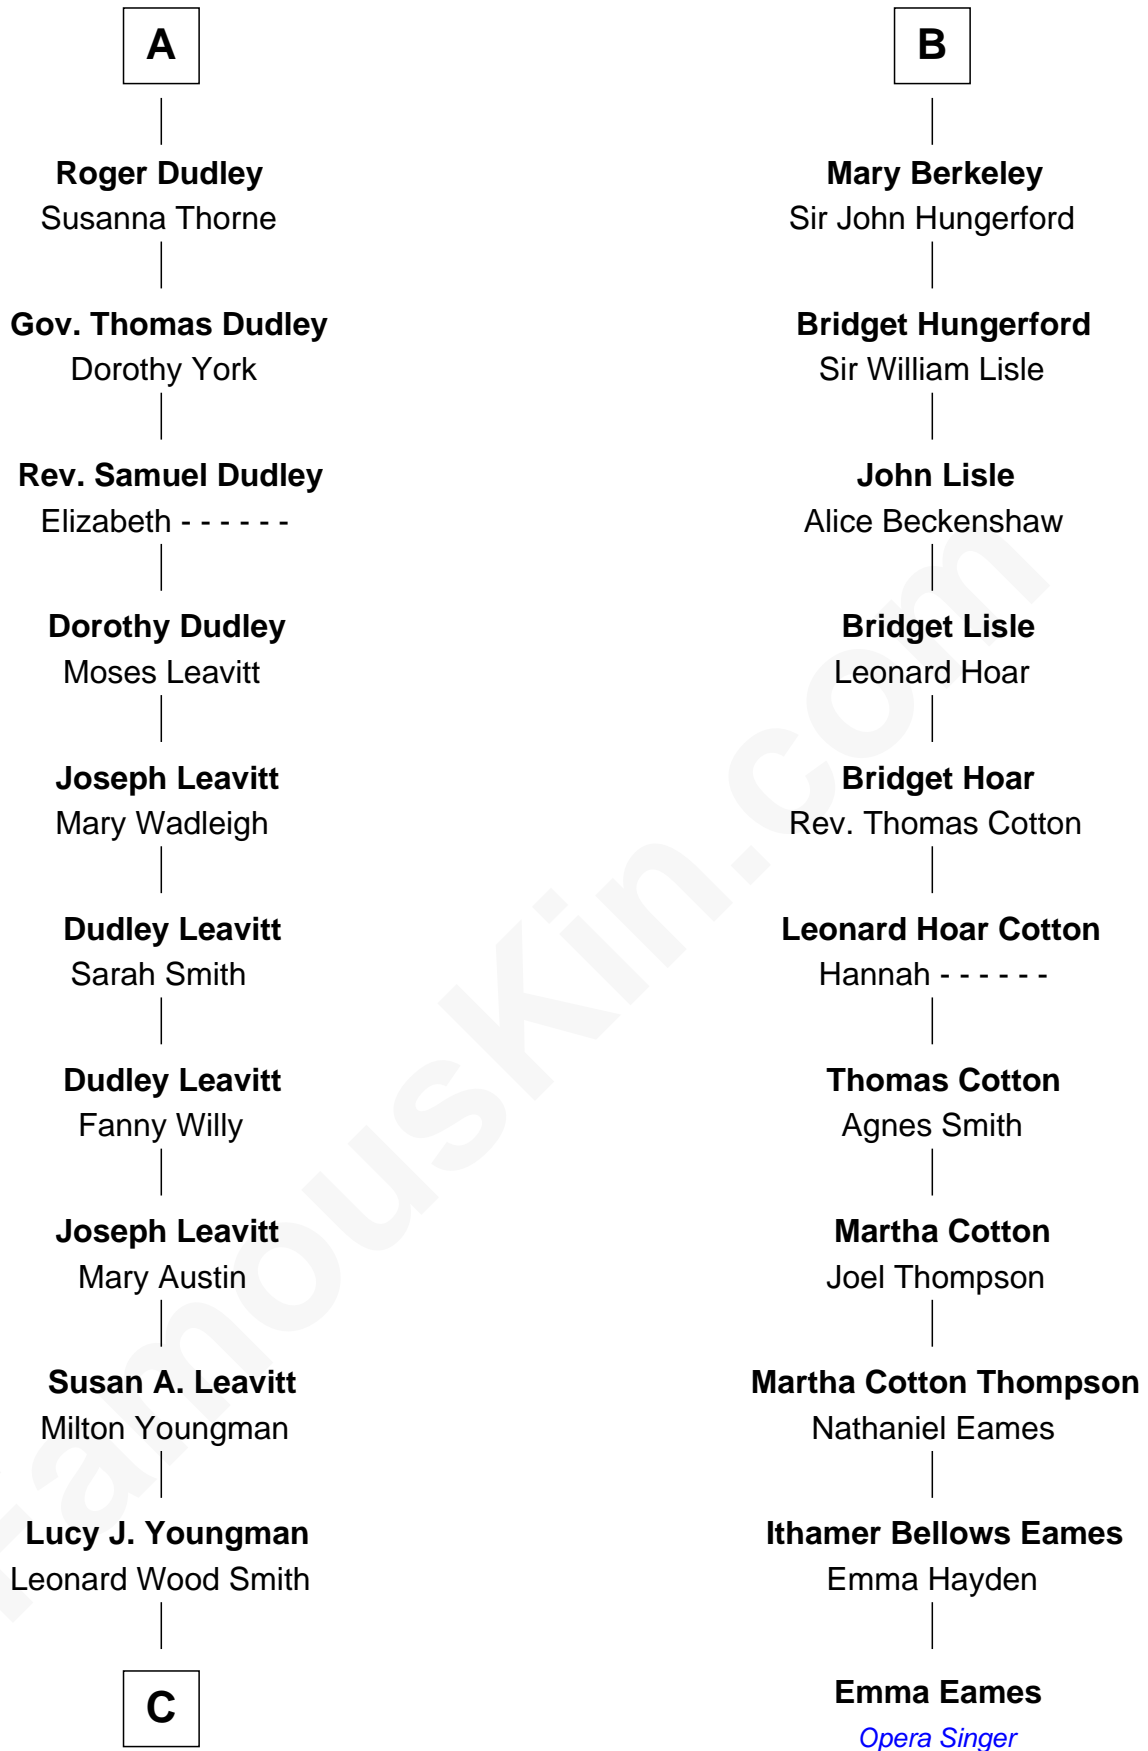 A
Roger Dudley
Susanna Thorne
Gov. Thomas Dudley
Dorothy York
Rev. Samuel Dudley
Elizabeth - - - - - -
Dorothy Dudley
Moses Leavitt
Joseph Leavitt
Mary Wadleigh
Dudley Leavitt
Sarah Smith
Dudley Leavitt
Fanny Willy
Joseph Leavitt
Mary Austin
Susan A. Leavitt
Milton Youngman
Lucy J. Youngman
Leonard Wood Smith
C
B
Mary Berkeley
Sir John Hungerford
Bridget Hungerford
Sir William Lisle
John Lisle
Alice Beckenshaw
Bridget Lisle
Leonard Hoar
Bridget Hoar
Rev. Thomas Cotton
Leonard Hoar Cotton
Hannah - - - - - -
Thomas Cotton
Agnes Smith
Martha Cotton
Joel Thompson
Martha Cotton Thompson
Nathaniel Eames
Ithamer Bellows Eames
Emma Hayden
Emma Eames
Opera Singer
FamousKin.com